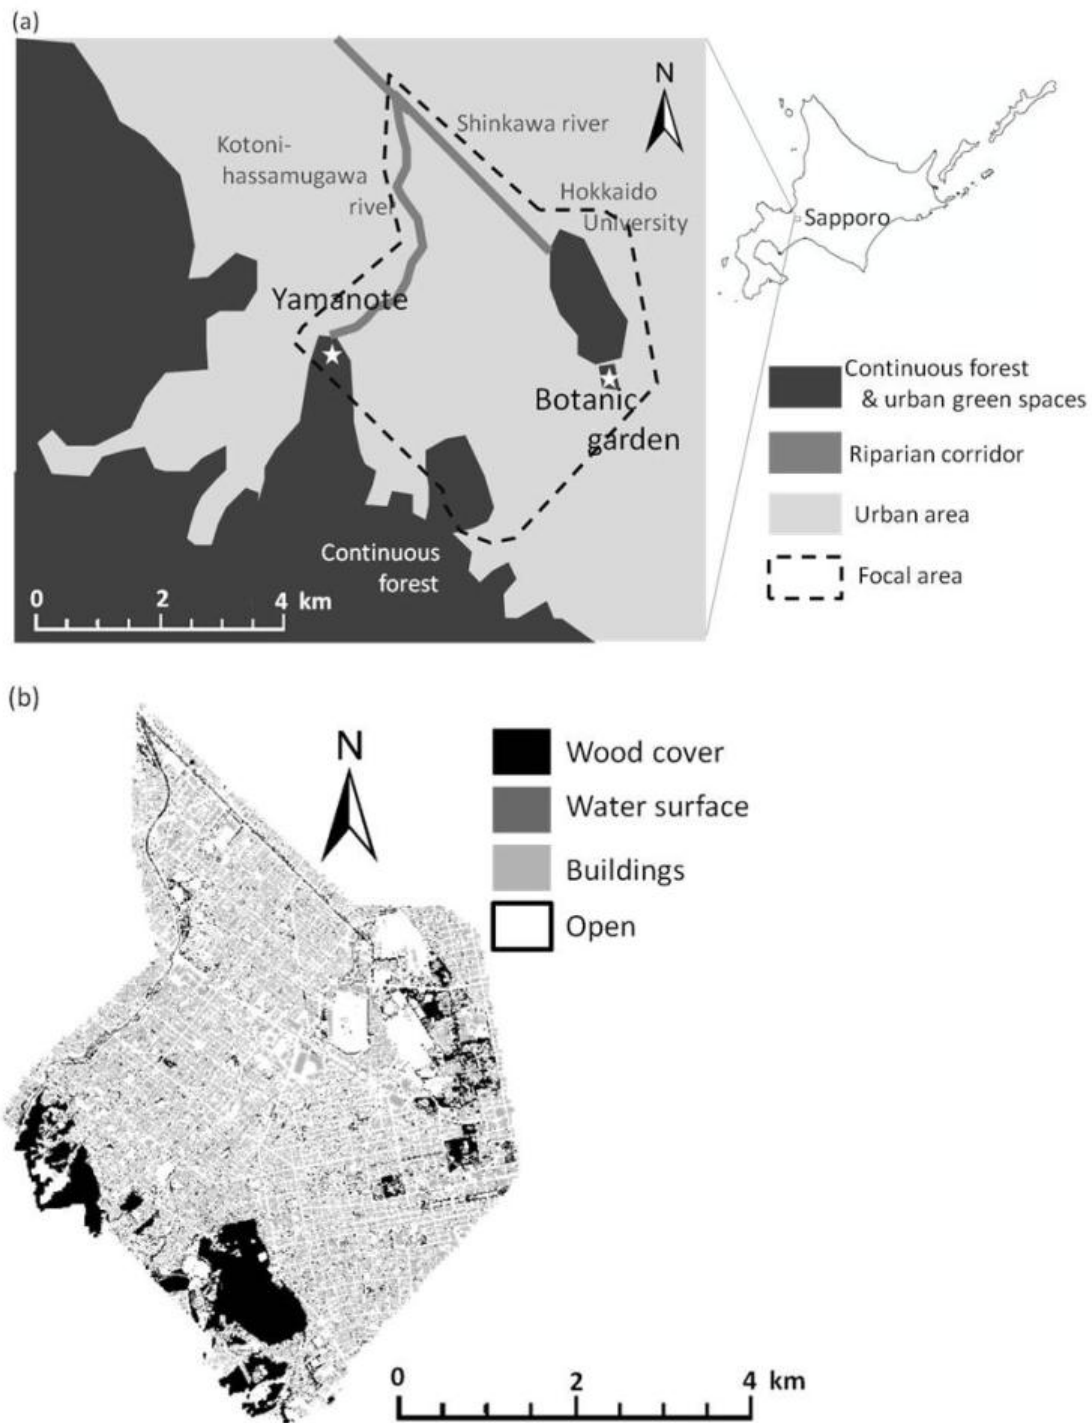 (a)
N
Shinkawa river
Kotoni-
hassamugawa
river
Hokkaido
University
Sapporo
Yamanote
Botanic
garden
Continuous
forest
0 2 4 km
Continuous forest
& urban green spaces
Riparian corridor
Urban area
Focal area
(b)
N
Wood cover
Water surface
Buildings
Open
0 2 4 km